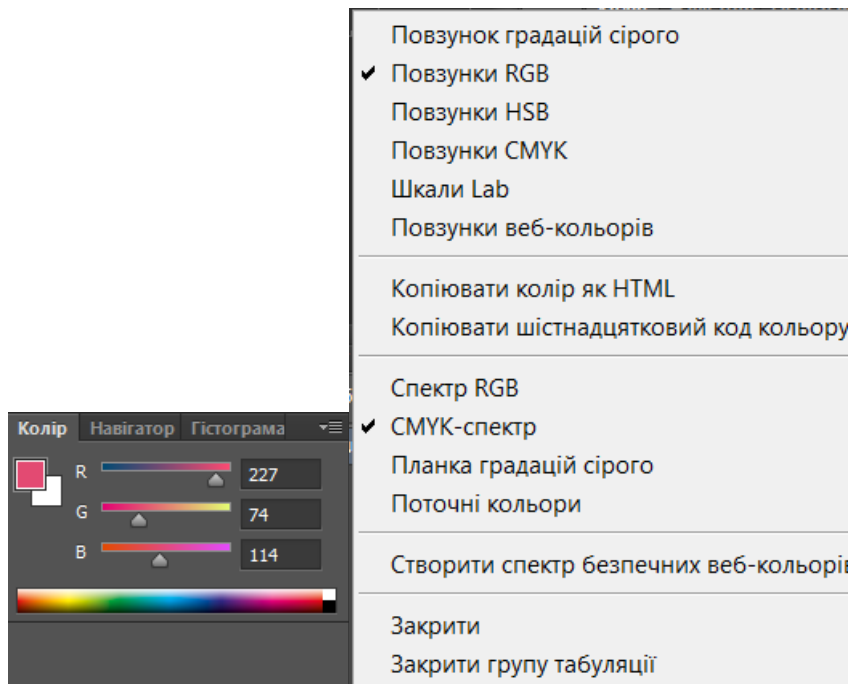 Повзунок градацій сірого
Повзунки RGB
Повзунки HSB
Повзунки CMYK
Шкали Lab
Повзунки веб-кольорів
Копіювати колір як HTML
Копіювати шістнадцятковий код кольору
Спектр RGB
CMYK-спектр
Планка градацій сірого
Поточні кольори
Створити спектр безпечних веб-кольорів
Закрити
Закрити групу табуляції
Колір Навігатор Гістограма
R 227
G 74
B 114